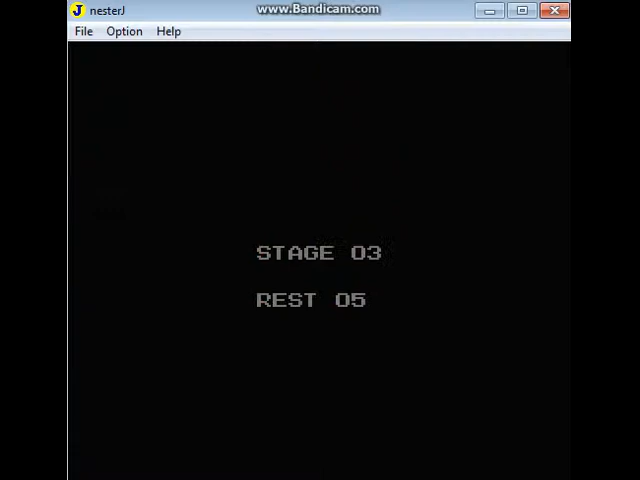 www.Bandicam.com
J nesterJ
File Option Help
STAGE 03
REST 05